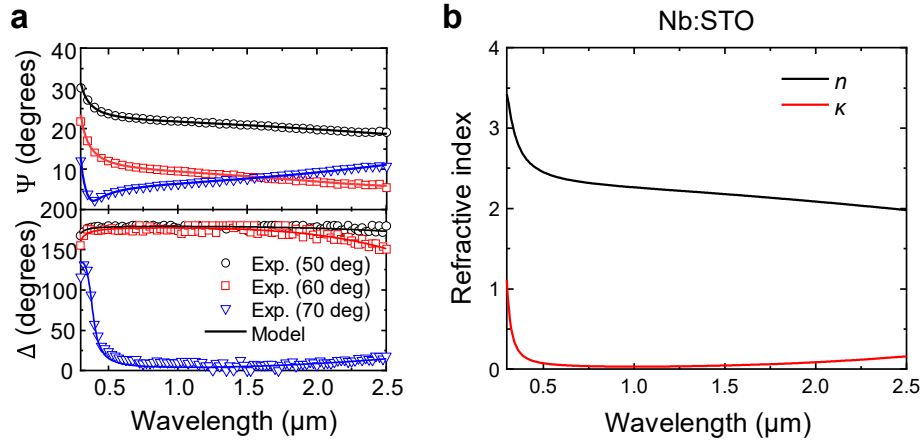 a
40
30
20
10
Ψ (degrees)
200
150
100
50
0
Δ (degrees)
Exp. (50 deg)
Exp. (60 deg)
Exp. (70 deg)
Model
0.5 1.0 1.5 2.0 2.5
Wavelength (μm)
b
Nb:STO
n
κ
4
3
2
1
0
Refractive index
0.5 1.0 1.5 2.0 2.5
Wavelength (μm)